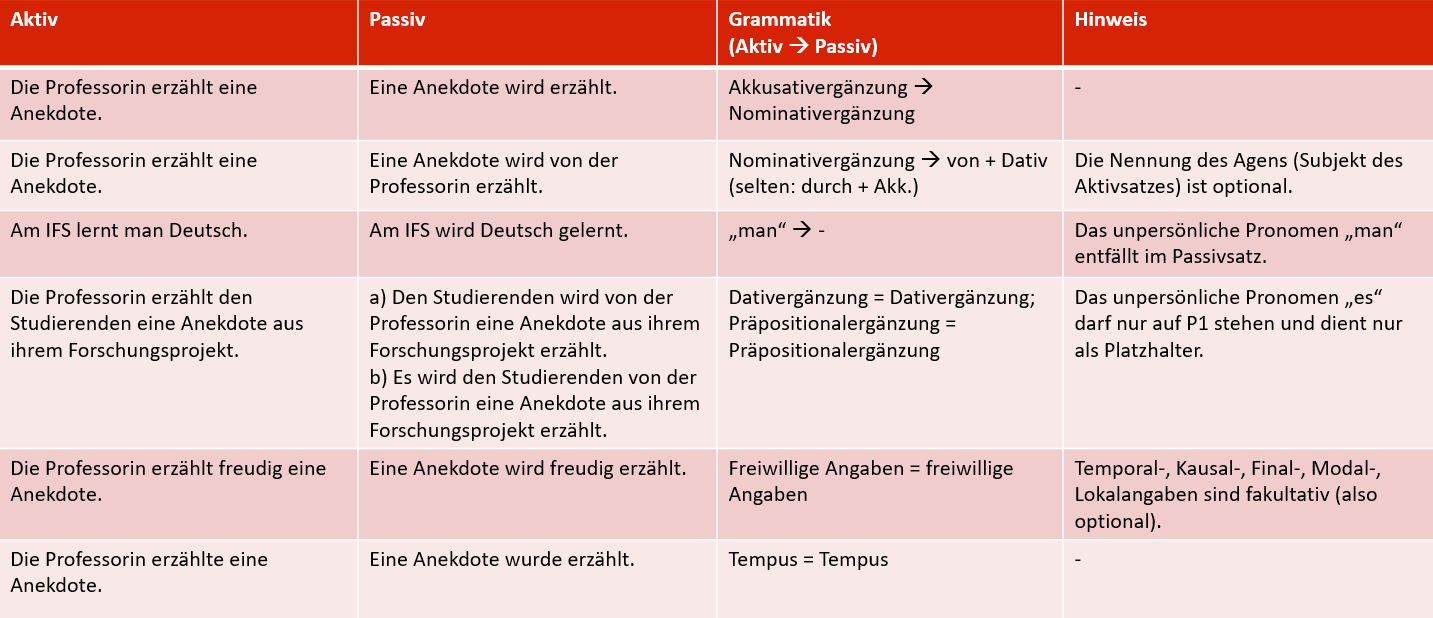 Aktiv
Passiv
Grammatik
(Aktiv → Passiv)
Hinweis
Die Professorin erzählt eine
Anekdote.
Eine Anekdote wird erzählt.
Akkusativergänzung →
Nominativergänzung
-
Die Professorin erzählt eine
Anekdote.
Eine Anekdote wird von der
Professorin erzählt.
Nominativergänzung → von + Dativ
(selten: durch + Akk.)
Die Nennung des Agens (Subjekt des
Aktivsatzes) ist optional.
Am IFS lernt man Deutsch.
Am IFS wird Deutsch gelernt.
„man“ → -
Das unpersönliche Pronomen „man“
entfällt im Passivsatz.
Die Professorin erzählt den
Studierenden eine Anekdote aus
ihrem Forschungsprojekt.
a) Den Studierenden wird von der
Professorin eine Anekdote aus ihrem
Forschungsprojekt erzählt.
b) Es wird den Studierenden von der
Professorin eine Anekdote aus ihrem
Forschungsprojekt erzählt.
Dativergänzung = Dativergänzung;
Präpositionalergänzung =
Präpositionalergänzung
Das unpersönliche Pronomen „es“
darf nur auf P1 stehen und dient nur
als Platzhalter.
Die Professorin erzählt freudig eine
Anekdote.
Eine Anekdote wird freudig erzählt.
Freiwillige Angaben = freiwillige
Angaben
Temporal-, Kausal-, Final-, Modal-,
Lokalangaben sind fakultativ (also
optional).
Die Professorin erzählte eine
Anekdote.
Eine Anekdote wurde erzählt.
Tempus = Tempus
-